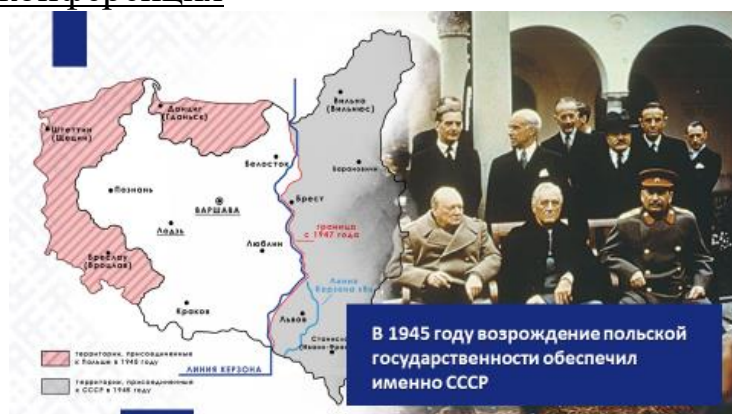 конференция
Вильно
(Вильнюс)
Данциг
(Гданьск)
Штеттин
(Щецин)
Белосток
Барановичи
Познань
Брест
ВАРШАВА
граница
с 1947 года
Лодзь
Люблин
Бреслау
(Вроцлав)
Линия
Керзона
Львов
Краков
территории, присоединенные
к Польше в 1945 году
территории, присоединенные
к СССР в 1945 году
ЛИНИЯ КЕРЗОНА
В 1945 году возрождение польской
государственности обеспечил
именно СССР